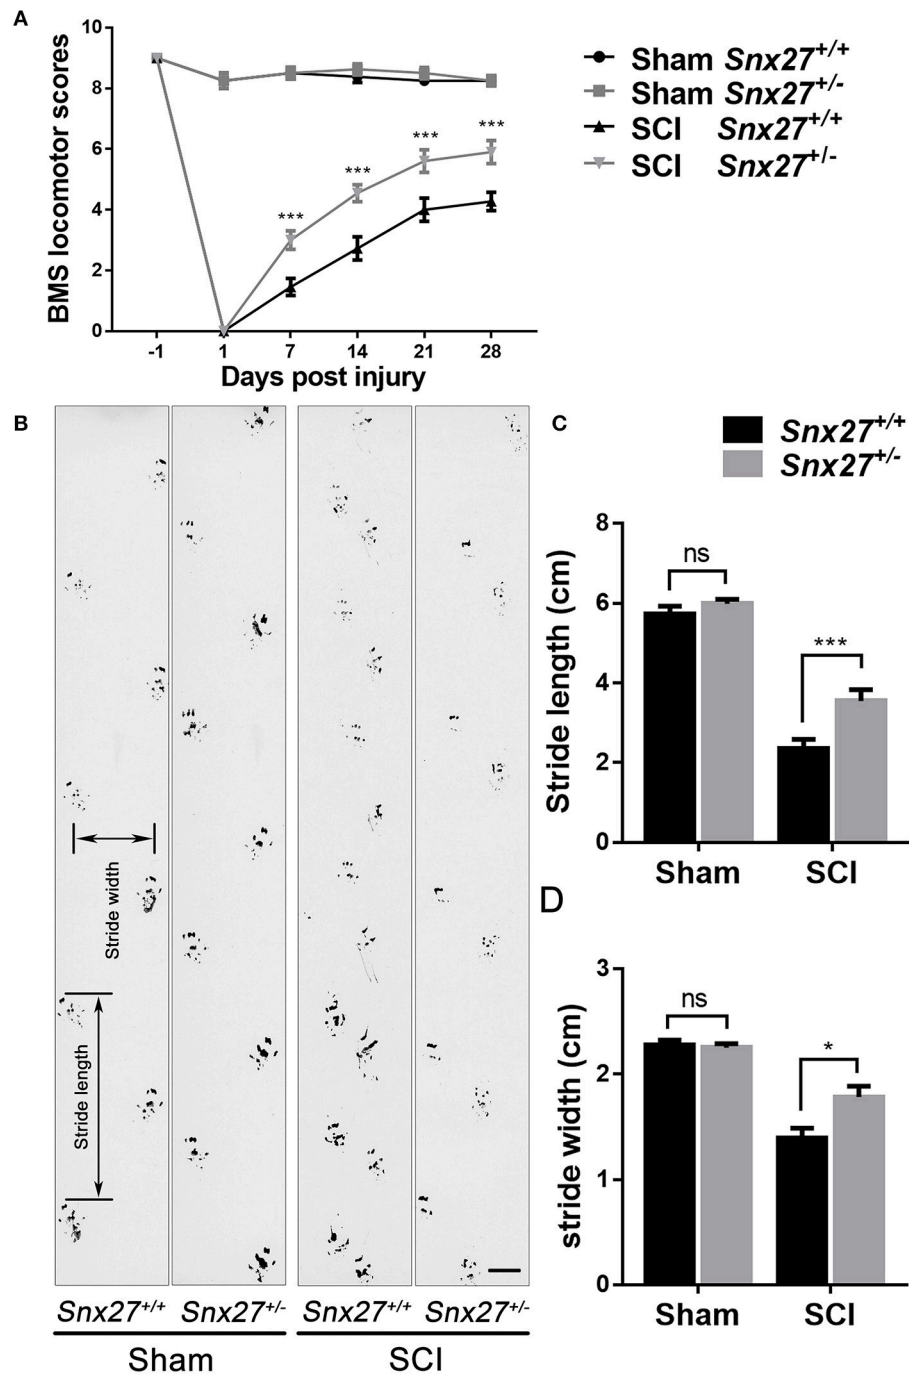 A
10
8
6
4
2
0
BMS locomotor scores
***
***
***
***
-1 1 7 14 21 28
Days post injury
Sham Snx27+/+
Sham Snx27+/-
SCI Snx27+/+
SCI Snx27+/-
B
Stride width
Stride length
Snx27+/+ Snx27+/- Snx27+/+ Snx27+/-
Sham SCI
C
Snx27+/+
Snx27+/-
8
6
4
2
0
Stride length (cm)
ns
***
Sham SCI
D
3
2
1
0
stride width (cm)
ns
*
Sham SCI